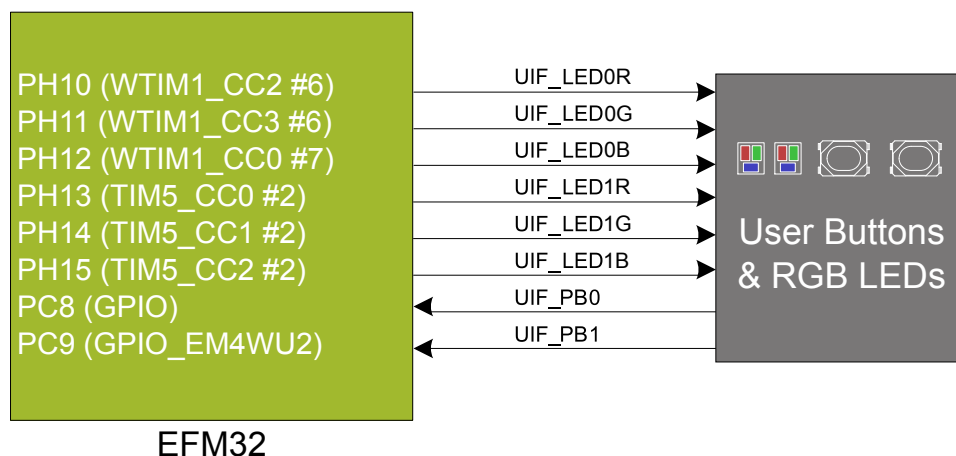 PH10 (WTIM1_CC2 #6)
PH11 (WTIM1_CC3 #6)
PH12 (WTIM1_CC0 #7)
PH13 (TIM5_CC0 #2)
PH14 (TIM5_CC1 #2)
PH15 (TIM5_CC2 #2)
PC8 (GPIO)
PC9 (GPIO_EM4WU2)
EFM32
UIF_LED0R
UIF_LED0G
UIF_LED0B
UIF_LED1R
UIF_LED1G
UIF_LED1B
UIF_PB0
UIF_PB1
User Buttons
& RGB LEDs